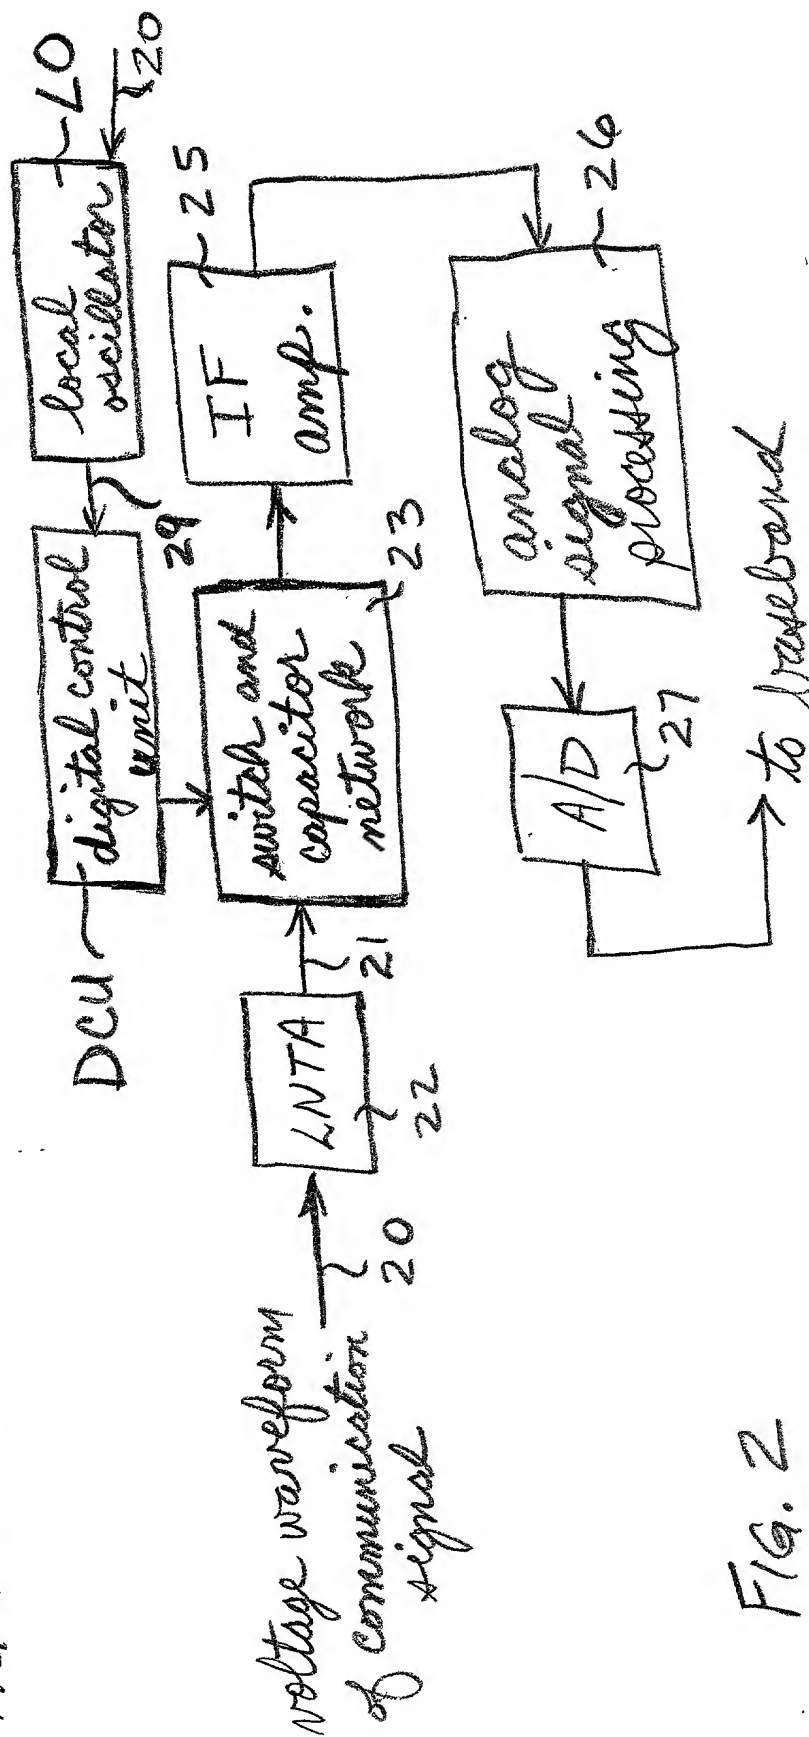 DCU
digital control
unit
29
local
oscillator
LO
20
voltage waveform
of communication
signal
20
LNTA
22
21
switch and
capacitor
network
23
IF
amp.
25
analog
signal
processing
26
A/D
27
to baseband
FIG. 2